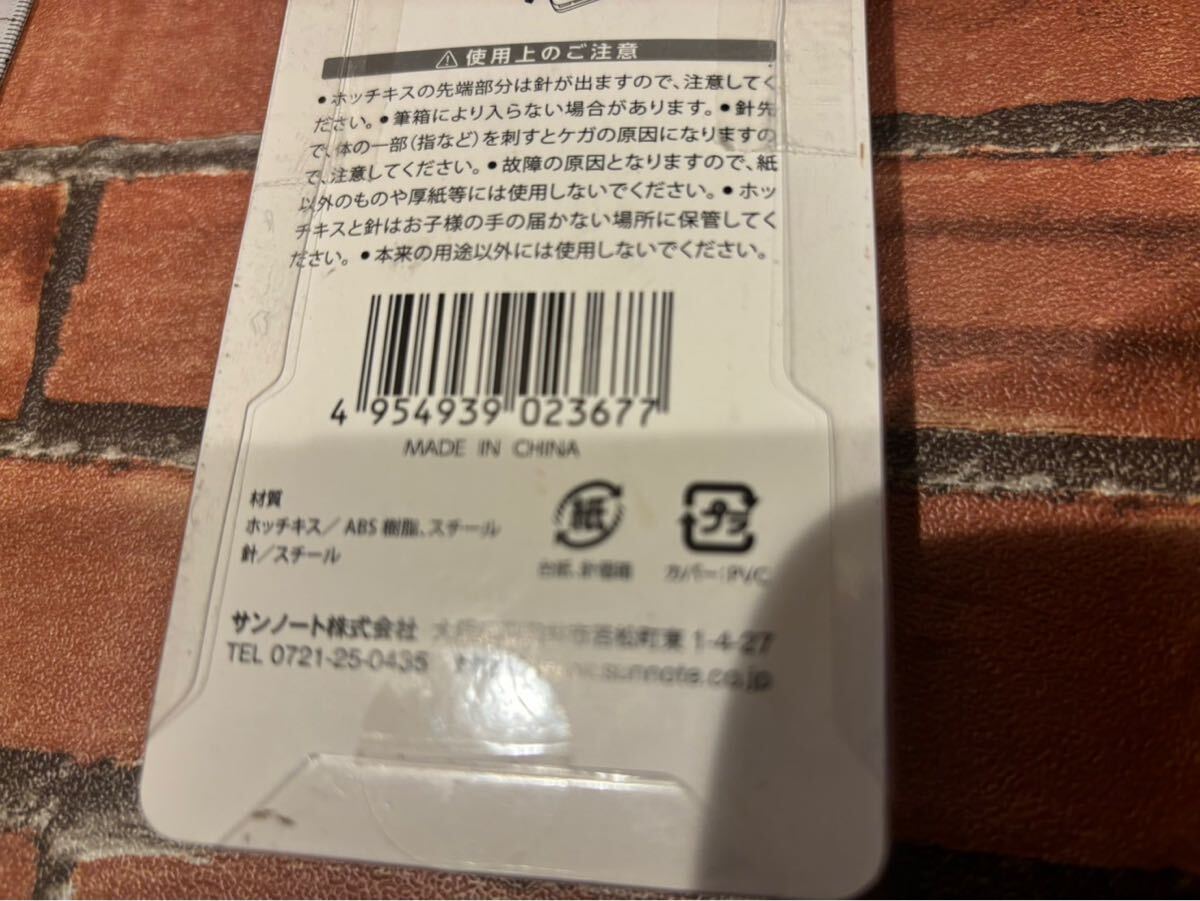 ⚠使用上のご注意
●ホッチキスの先端部分は針が出ますので、注意してく
ださい。●筆箱により入らない場合があります。●針先
で、体の一部(指など)を刺すとケガの原因になりますの
で、注意してください。●故障の原因となりますので、紙
以外のものや厚紙等には使用しないでください。●ホッ
チキスと針はお子様の手の届かない場所に保管してく
ださい。●本来の用途以外には使用しないでください。
4 954939 023677
MADE IN CHINA
材質
ホッチキス/ABS樹脂、スチール
針/スチール
紙
プラ
台紙、
カバー:PVC
サンノート株式会社 市若松町東 1-4-27
TEL 0721-25-0435 .sunnote.co.jp